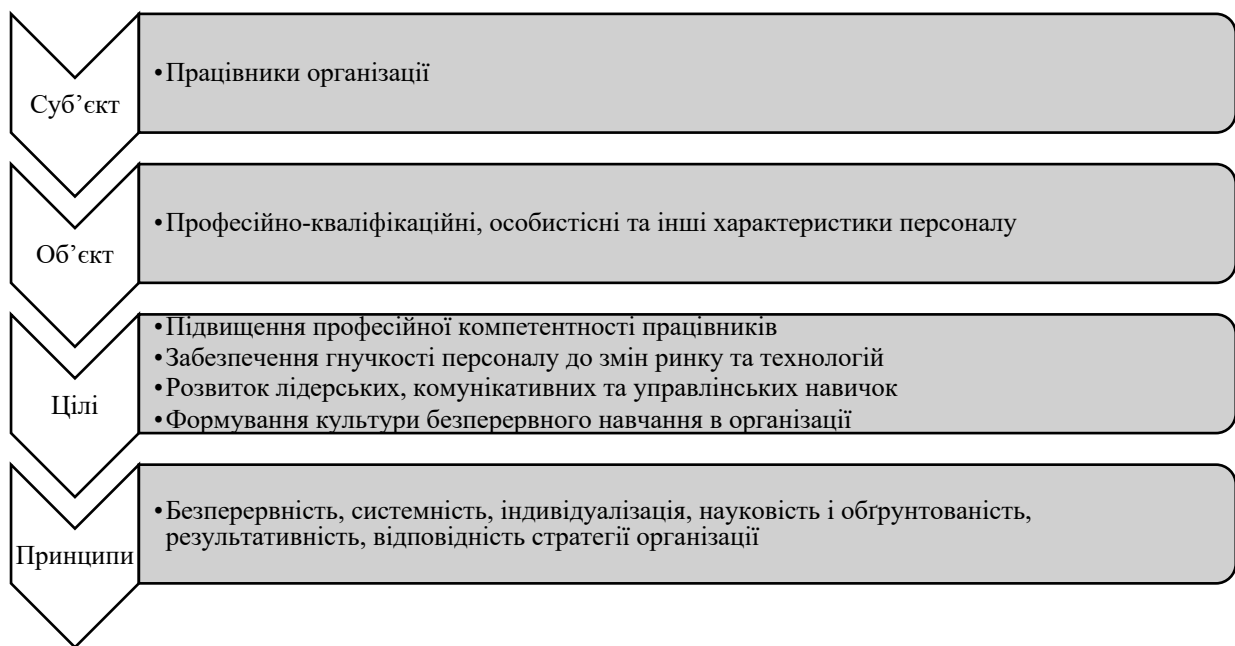 Суб’єкт
•Працівники організації
Об’єкт
•Професійно-кваліфікаційні, особистісні та інші характеристики персоналу
Цілі
•Підвищення професійної компетентності працівників
•Забезпечення гнучкості персоналу до змін ринку та технологій
•Розвиток лідерських, комунікативних та управлінських навичок
•Формування культури безперервного навчання в організації
Принципи
•Безперервність, системність, індивідуалізація, науковість і обґрунтованість,
результативність, відповідність стратегії організації